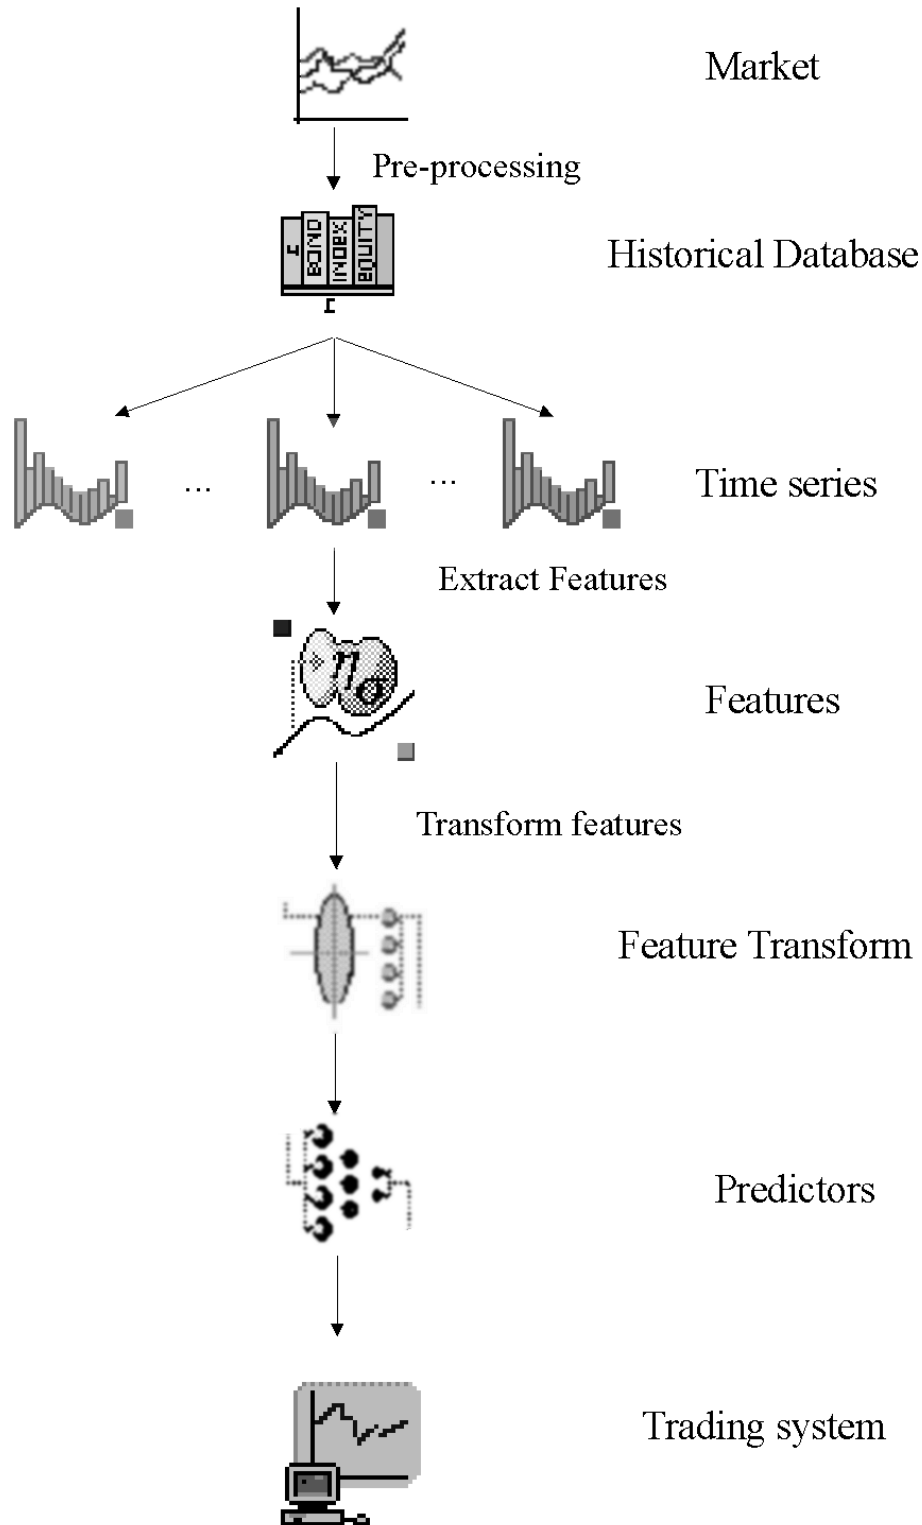 Market
Pre-processing
BOND
INDEX
EQUITY
Historical Database
... ...
Time series
Extract Features
η
σ
Features
Transform features
Feature Transform
Predictors
Trading system